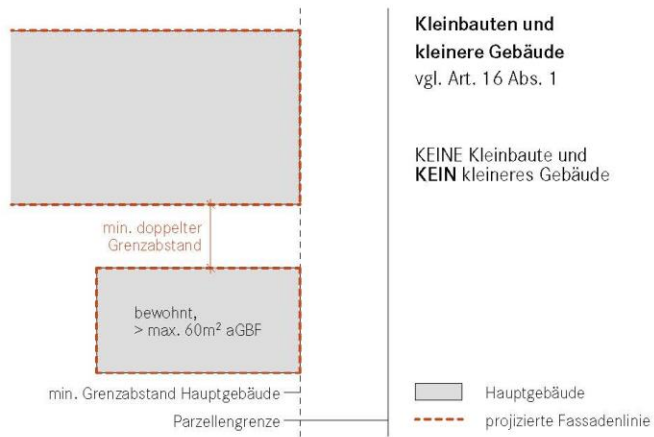 Kleinbauten und
kleinere Gebäude
vgl. Art. 16 Abs. 1
KEINE Kleinbaute und
KEIN kleineres Gebäude
min. doppelter
Grenzabstand
bewohnt,
> max. 60m² aGBF
min. Grenzabstand Hauptgebäude
Parzellengrenze
Hauptgebäude
projizierte Fassadenlinie